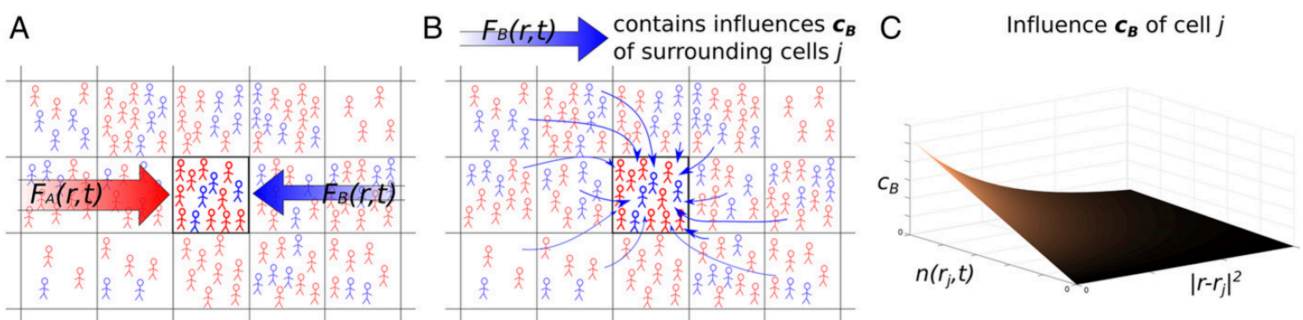 A
F_A(r,t)
F_B(r,t)
B
F_B(r,t)
contains influences c_B
of surrounding cells j
C
Influence c_B of cell j
c_B
0
n(r_j,t)
0
0
|r-r_j|^2